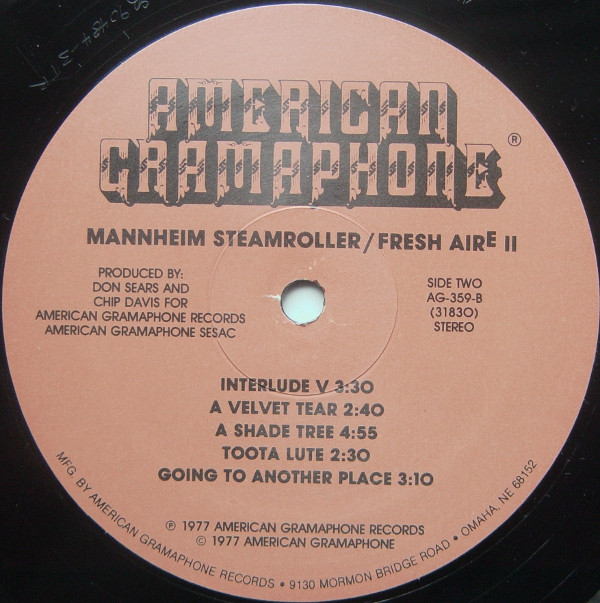 AMERICAN
GRAMAPHONE ®
MANNHEIM STEAMROLLER/FRESH AIRE II
PRODUCED BY:
DON SEARS AND
CHIP DAVIS FOR
AMERICAN GRAMAPHONE RECORDS
AMERICAN GRAMAPHONE SESAC
SIDE TWO
AG-359-B
(31830)
STEREO
INTERLUDE V 3:30
A VELVET TEAR 2:40
A SHADE TREE 4:55
TOOTA LUTE 2:30
GOING TO ANOTHER PLACE 3:10
℗ 1977 AMERICAN GRAMAPHONE RECORDS
© 1977 AMERICAN GRAMAPHONE
MFG. BY AMERICAN GRAMAPHONE RECORDS • 9130 MORMON BRIDGE ROAD • OMAHA, NE 68152